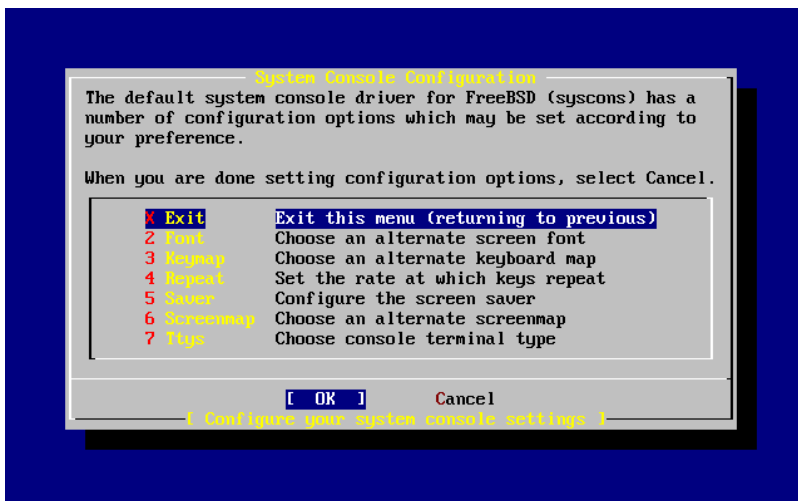 System Console Configuration
The default system console driver for FreeBSD (syscons) has a
number of configuration options which may be set according to
your preference.
When you are done setting configuration options, select Cancel.
X Exit Exit this menu (returning to previous)
2 Font Choose an alternate screen font
3 Keymap Choose an alternate keyboard map
4 Repeat Set the rate at which keys repeat
5 Saver Configure the screen saver
6 Screenmap Choose an alternate screenmap
7 Ttys Choose console terminal type
[ OK ] Cancel
[ Configure your system console settings ]